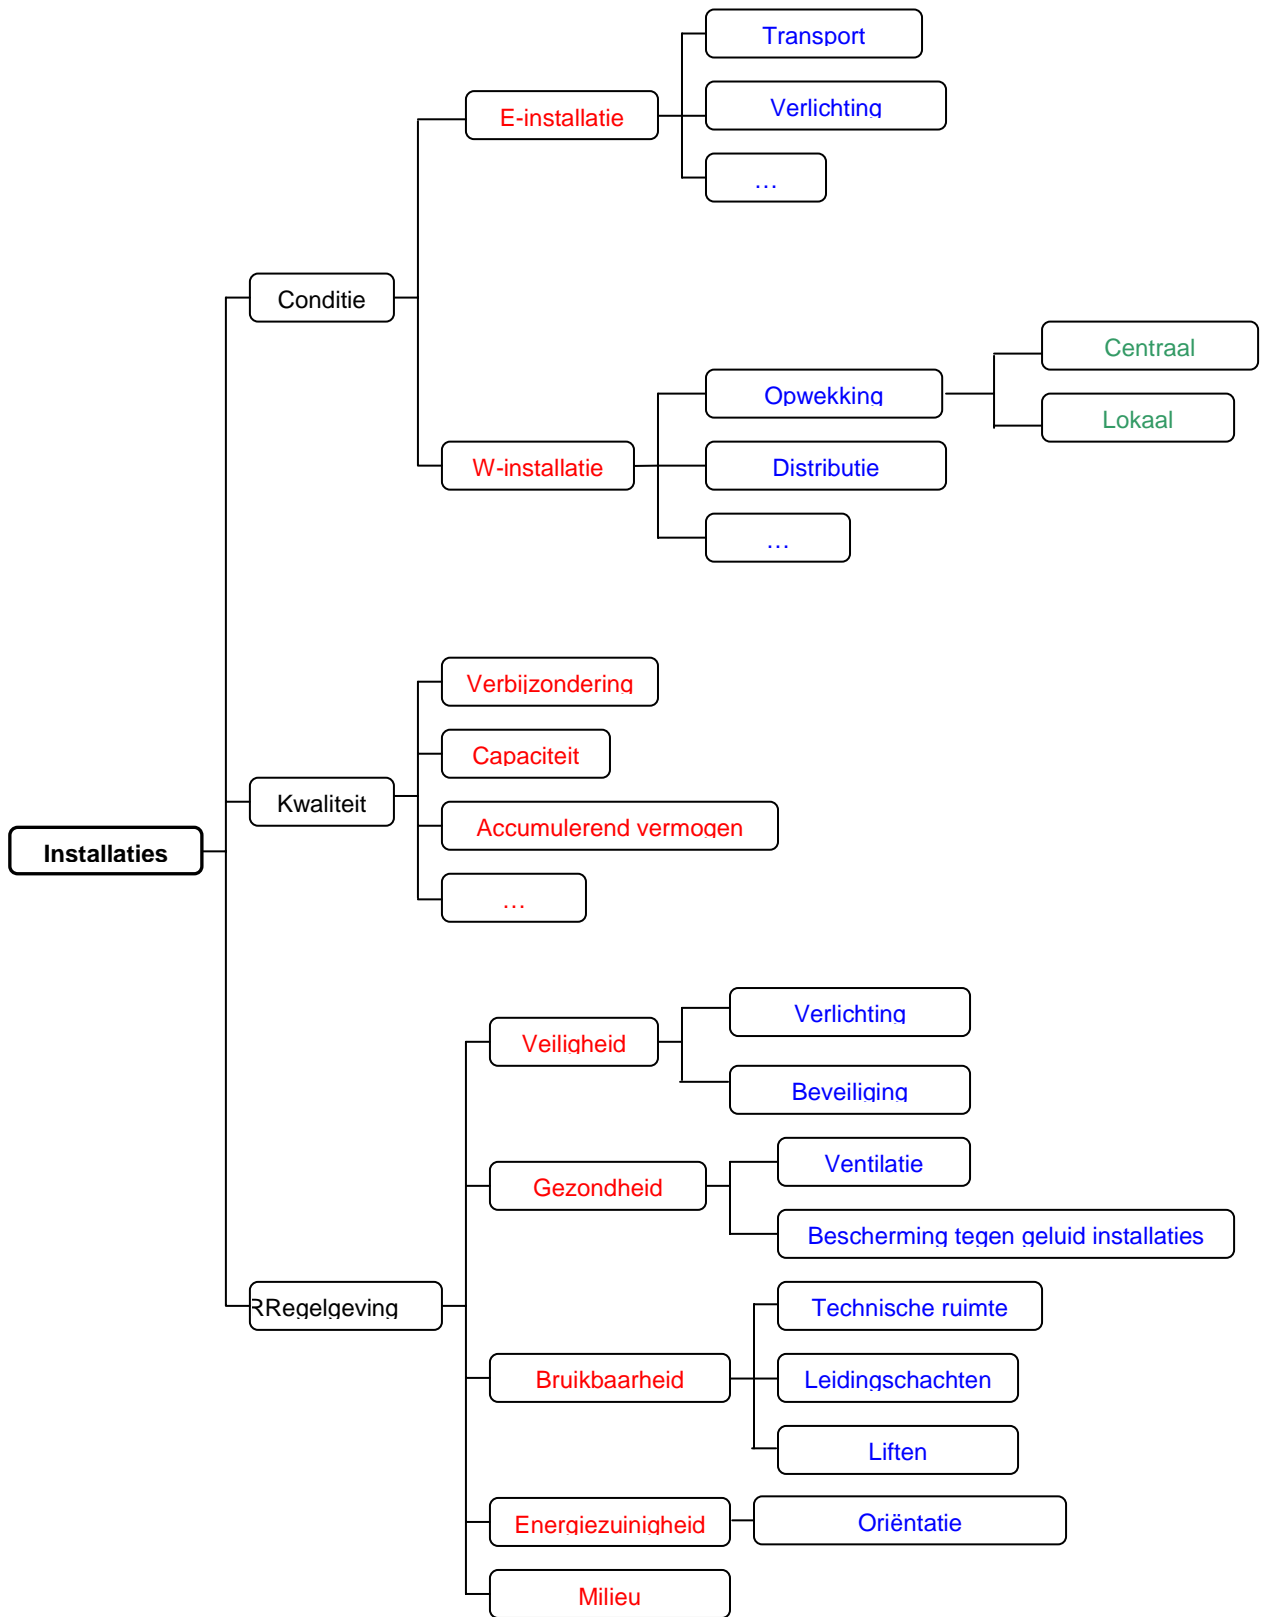 Transport
E-installatie
Verlichting
…
Conditie
Centraal
Opwekking
Lokaal
W-installatie
Distributie
…
Verbijzondering
Capaciteit
Kwaliteit
Accumulerend vermogen
Installaties
…
Verlichting
Veiligheid
Beveiliging
Ventilatie
Gezondheid
Bescherming tegen geluid installaties
RRegelgeving
Technische ruimte
Bruikbaarheid
Leidingschachten
Liften
Energiezuinigheid
Oriëntatie
Milieu